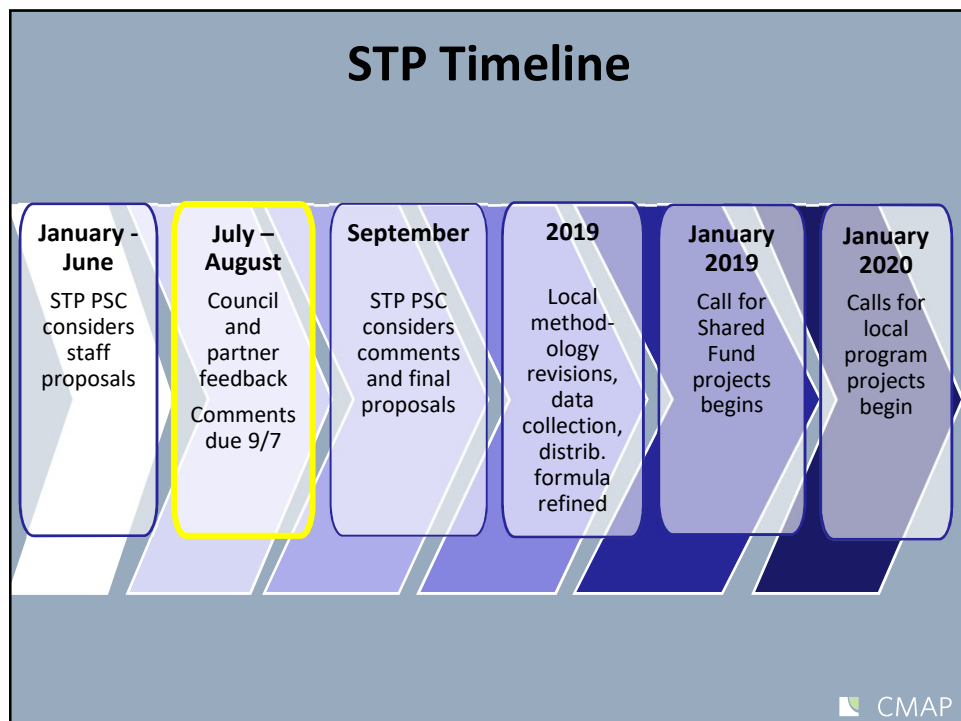 STP Timeline
January -
June
STP PSC
considers
staff
proposals
July –
August
Council
and
partner
feedback
Comments
due 9/7
September
STP PSC
considers
comments
and final
proposals
2019
Local
method-
ology
revisions,
data
collection,
distrib.
formula
refined
January
2019
Call for
Shared
Fund
projects
begins
January
2020
Calls for
local
program
projects
begin
CMAP